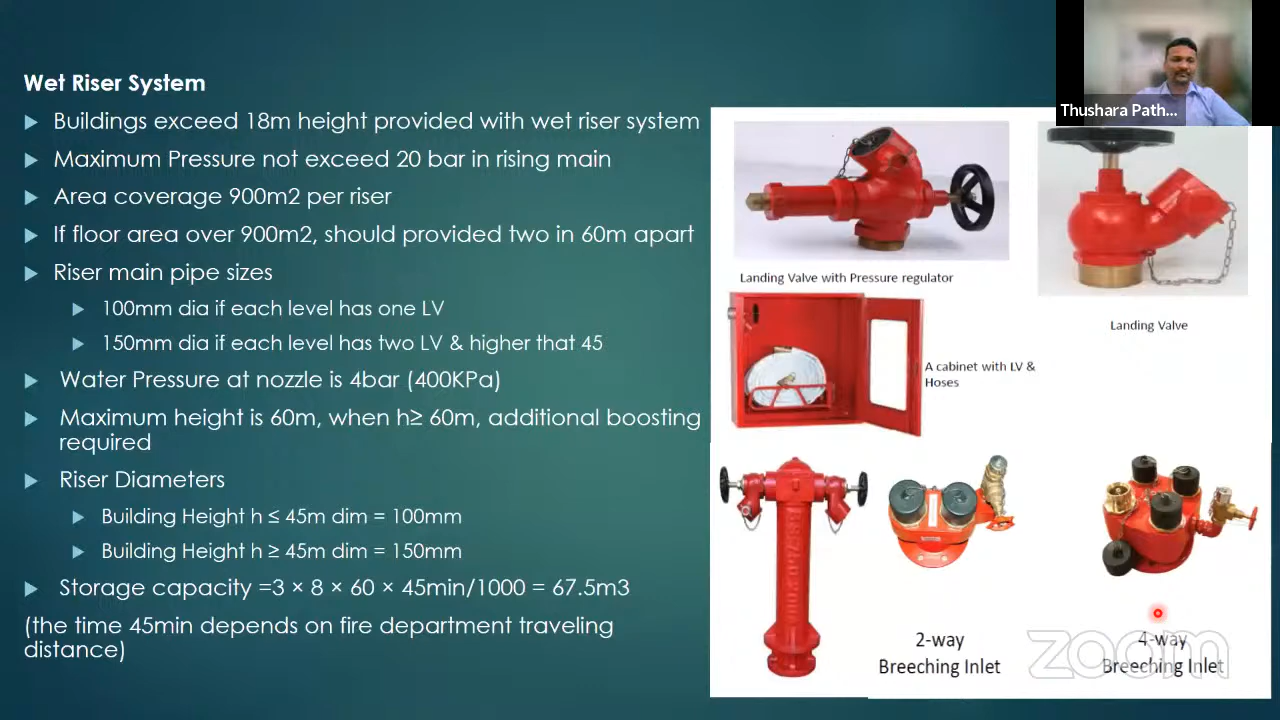 Wet Riser System
Buildings exceed 18m height provided with wet riser system
Maximum Pressure not exceed 20 bar in rising main
Area coverage 900m2 per riser
If floor area over 900m2, should provided two in 60m apart
Riser main pipe sizes
100mm dia if each level has one LV
150mm dia if each level has two LV & higher that 45
Water Pressure at nozzle is 4bar (400KPa)
Maximum height is 60m, when h≥ 60m, additional boosting
required
Riser Diameters
Building Height h ≤ 45m dim = 100mm
Building Height h ≥ 45m dim = 150mm
Storage capacity =3 × 8 × 60 × 45min/1000 = 67.5m3
(the time 45min depends on fire department traveling
distance)
Thushara Path...
Landing Valve with Pressure regulator
Landing Valve
A cabinet with LV &
Hoses
2-way
Breeching Inlet
4-way
Breeching Inlet
zoom